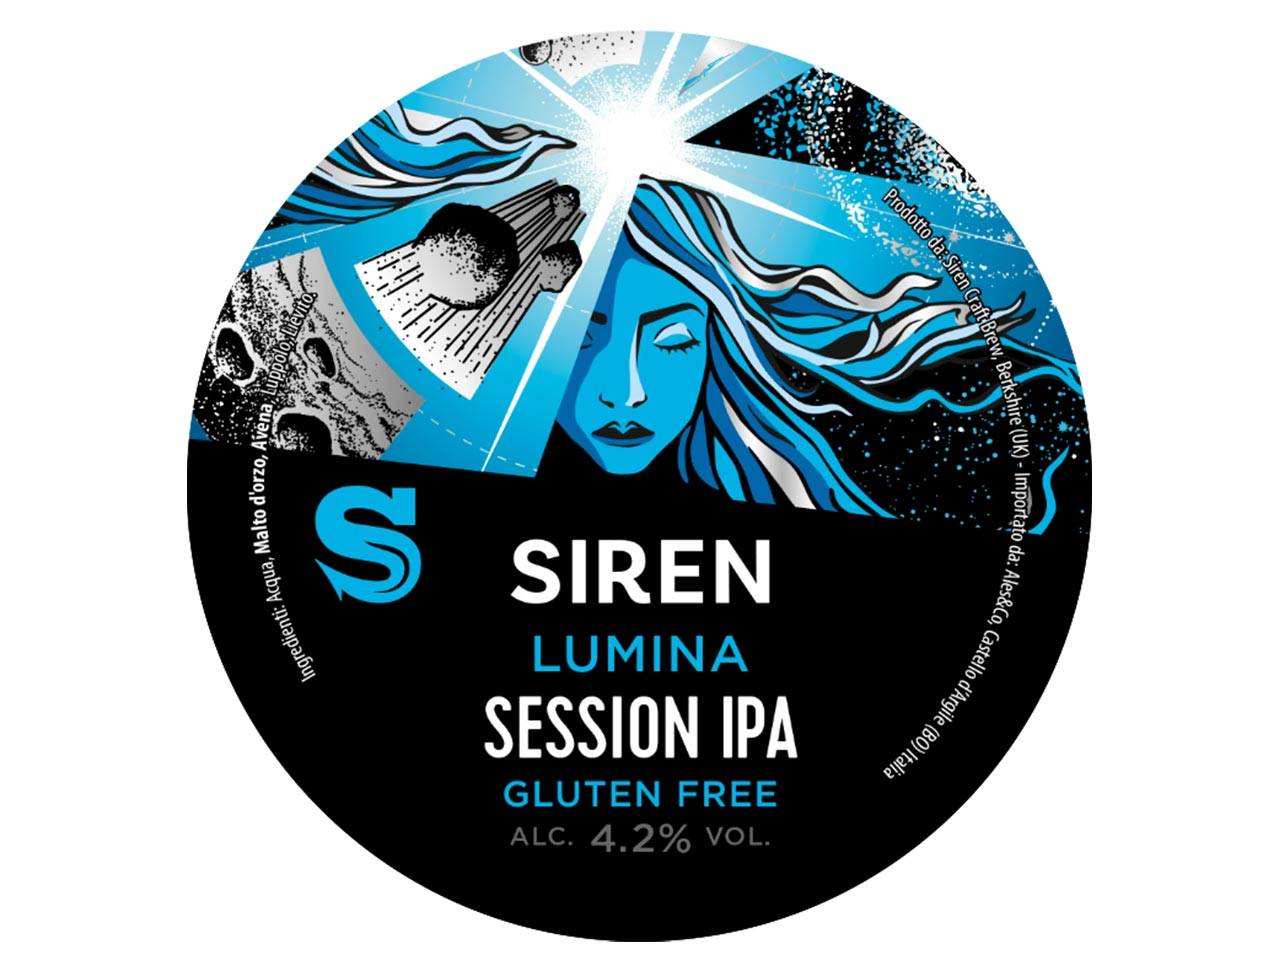 Ingredienti: Acqua, Malto d'orzo, Avena, Luppolo, Lievito.
Prodotto da: Siren Craft Brew, Berkshire (UK) - Importato da: Ales&Co, Castello d'Argile (BO) Italia
S
SIREN
LUMINA
SESSION IPA
GLUTEN FREE
ALC. 4.2% VOL.